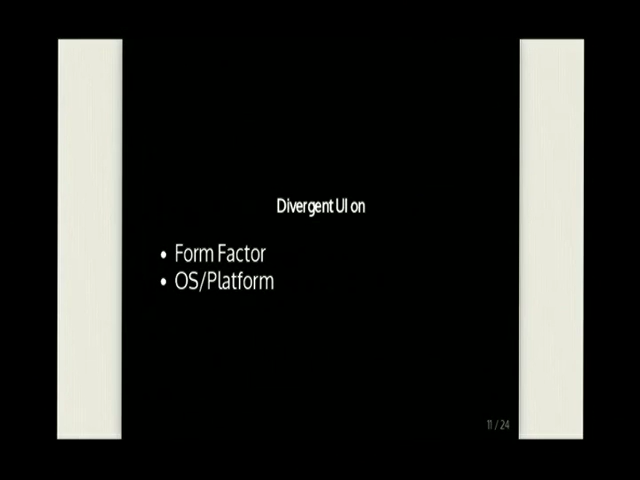 Divergent UI on
• Form Factor
• OS/Platform
11 / 24